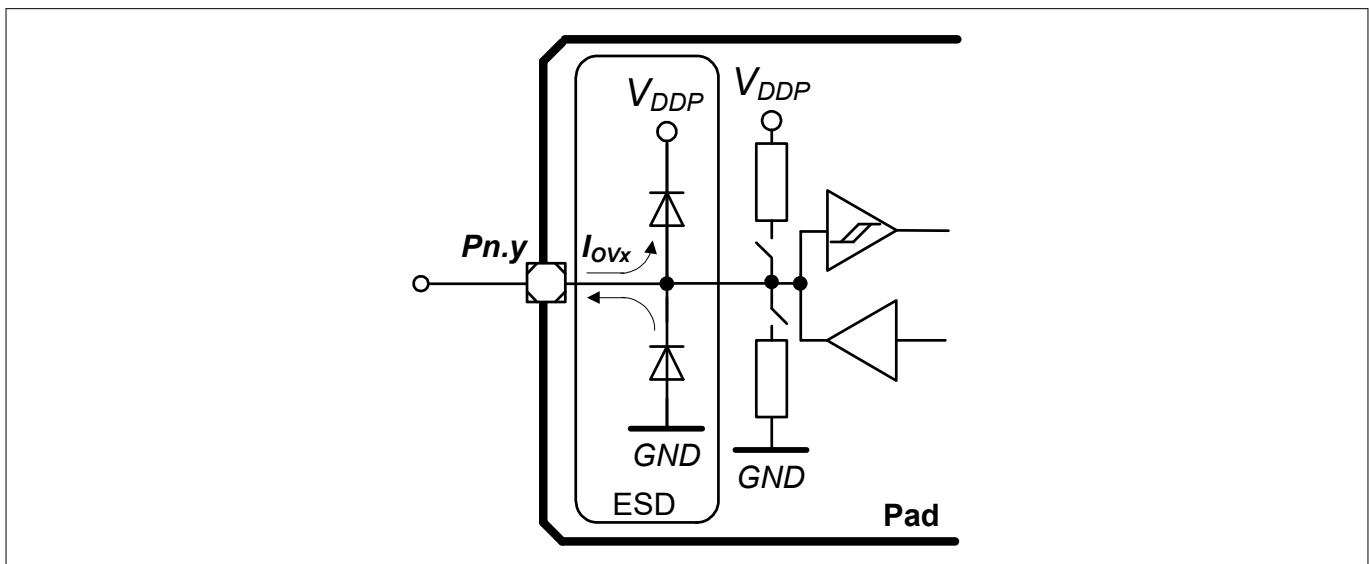 V_DDP
V_DDP
Pn.y
I_OVx
GND
GND
ESD
Pad